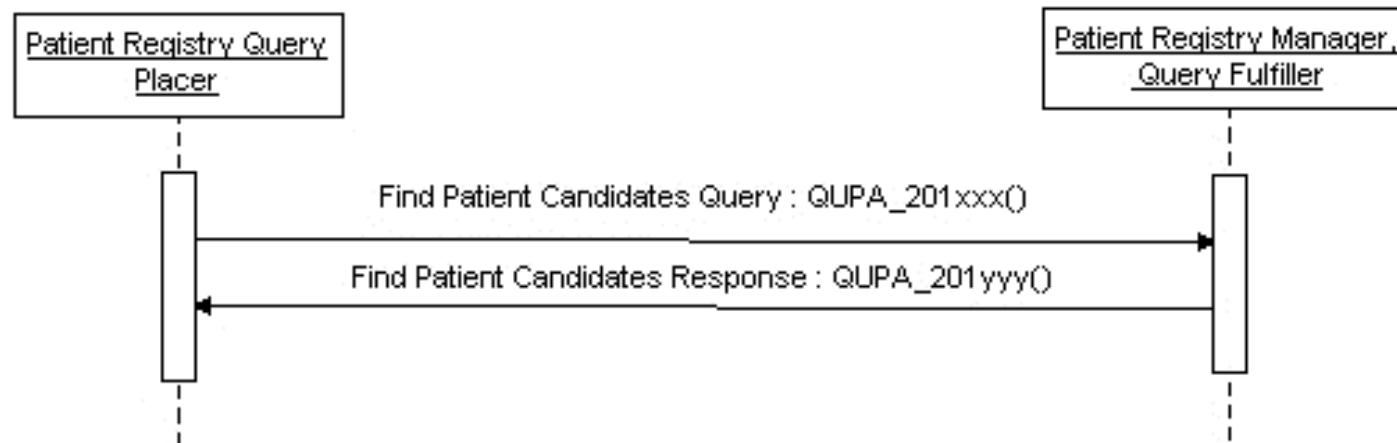 Patient Registry Query
Placer
Patient Registry Manager,
Query Fulfiller
Find Patient Candidates Query : QUPA_201xxx()
Find Patient Candidates Response : QUPA_201yyy()